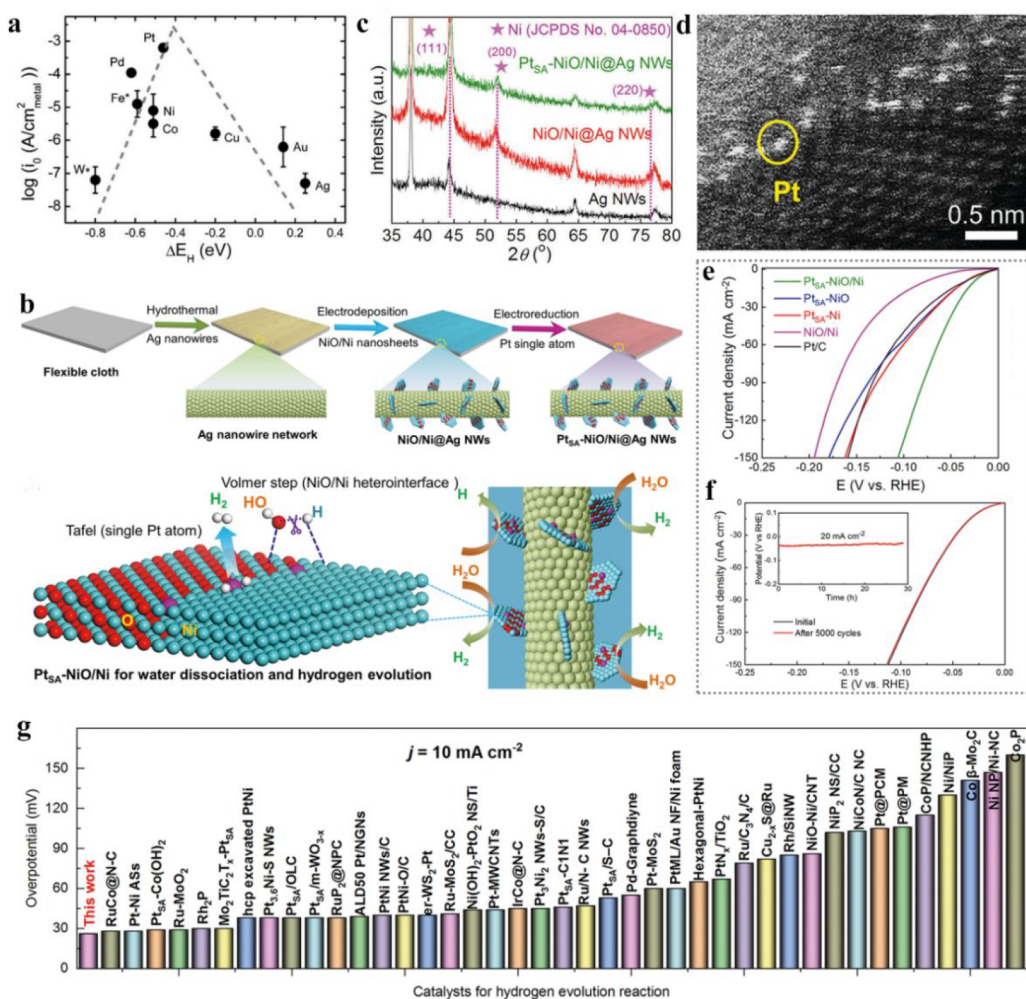 a
log (i₀ (A/cm²metal))
-3
-4
-5
-6
-7
-8
Pt
Pd
Fe*
Ni
Co
Cu
Au
W*
Ag
-0.8 -0.6 -0.4 -0.2 0.0 0.2 0.4
ΔE_H (eV)
c
Intensity (a.u.)
★ Ni (JCPDS No. 04-0850)
(111)
(200)
Pt_SA-NiO/Ni@Ag NWs
(220)
NiO/Ni@Ag NWs
Ag NWs
35 45 55 60 65 70 75 80
2θ (°)
d
Pt
0.5 nm
b
Hydrothermal
Ag nanowires
Electrodeposition
NiO/Ni nanosheets
Electroreduction
Pt single atom
Flexible cloth
Ag nanowire network
NiO/Ni@Ag NWs
Pt_SA-NiO/Ni@Ag NWs
Volmer step (NiO/Ni heterointerface )
H₂
HO
H
Tafel (single Pt atom)
O
Ni
Pt_SA-NiO/Ni for water dissociation and hydrogen evolution
H
H₂O
H₂
H₂O
H₂O
H₂
H₂
H₂O
e
Current density (mA cm⁻²)
0
-30
-60
-90
-120
-150
Pt_SA-NiO/Ni
Pt_SA-NiO
Pt_SA-Ni
NiO/Ni
Pt/C
-0.25 -0.20 -0.15 -0.10 -0.05 0.00
E (V vs. RHE)
f
Current density (mA cm⁻²)
0
-30
-60
-90
-120
-150
Potential (V vs RHE)
0.1
0.0
-0.1
-0.2
20 mA cm⁻²
0 10 20 30
Time (h)
Initial
After 5000 cycles
-0.25 -0.20 -0.15 -0.10 -0.05 0.00
E (V vs. RHE)
g
j = 10 mA cm⁻²
Overpotential (mV)
150
120
90
60
30
0
This work
RuCo@N-C
Pt-Ni ASs
Pt_SA-Co(OH)₂
Ru-MoO₂
Rh₂P
Mo₂TiC₂Tₓ-Pt_SA
hcp excavated PtNi
Pt₃.₆Ni-S NWs
Pt_SA/OLC
Pt_SA/m-WO₃₋ₓ
RuP₂@NPC
ALD50 Pt/NGNs
PtNi NWs/C
PtNi-O/C
er-WS₂-Pt
Ru-MoS₂/CC
Ni(OH)₂-PtO₂ NS/Ti
Pt-MWCNTs
IrCo@N-C
Pt₃Ni₂ NWs-S/C
Pt_SA-C1N1
Ru/N- C NWs
Pt_SA/S-C
Pd-Graphdiyne
Pt-MoS₂
PtML/Au NF/Ni foam
Hexagonal-PtNi
PtNₓ/TiO₂
Ru/C₃N₄/C
Cu₂₋ₓS@Ru
Rh/SiNW
NiO-Ni/CNT
NiP₂ NS/CC
NiCoN/C NC
Pt@PCM
Pt@PM
CoP/NCNHP
Ni/NiP
Co β-Mo₂C
Ni NP/Ni-NC
Co₂P
Catalysts for hydrogen evolution reaction